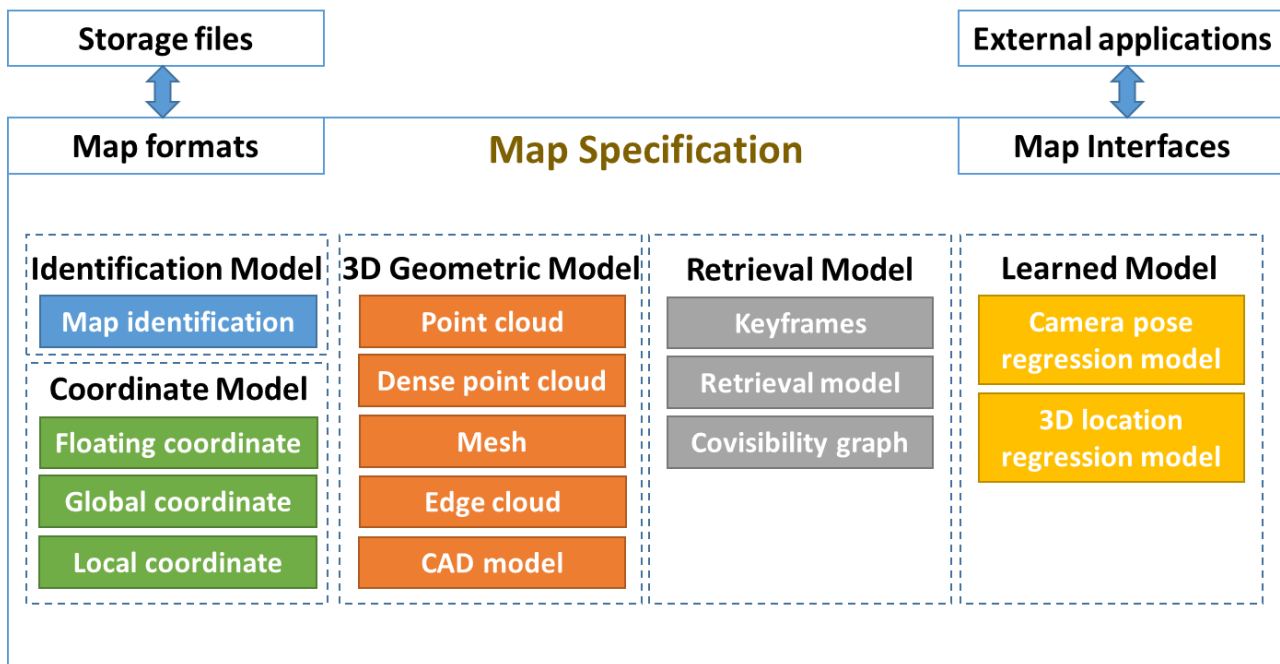 Storage files
External applications
Map formats
Map Specification
Map Interfaces
Identification Model
Map identification
Coordinate Model
Floating coordinate
Global coordinate
Local coordinate
3D Geometric Model
Point cloud
Dense point cloud
Mesh
Edge cloud
CAD model
Retrieval Model
Keyframes
Retrieval model
Covisibility graph
Learned Model
Camera pose
regression model
3D location
regression model